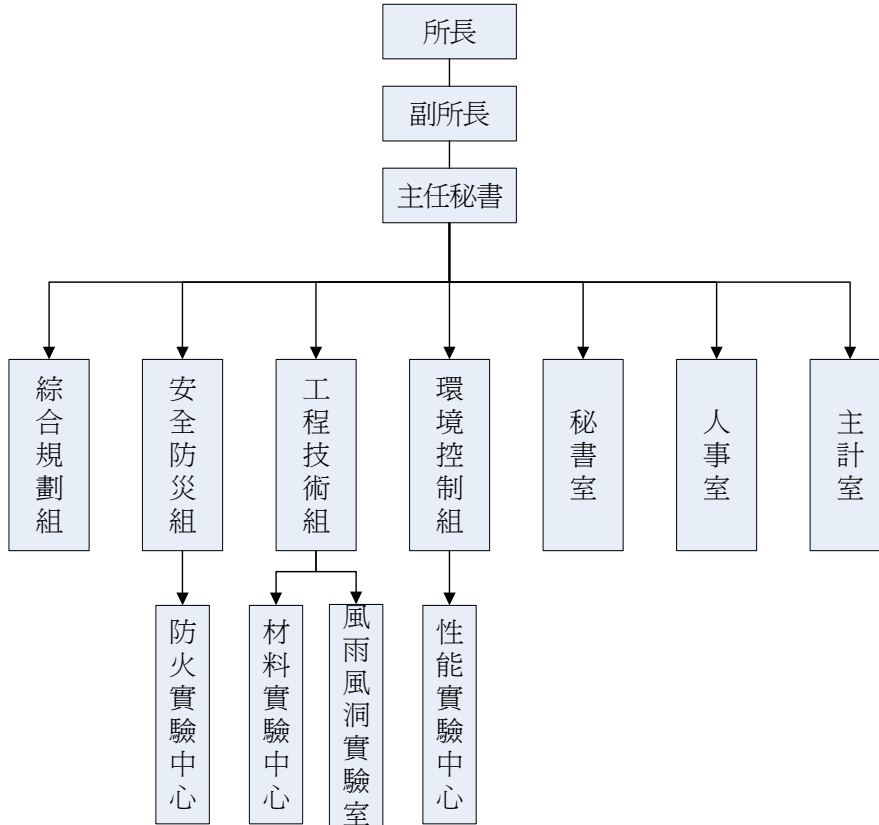 所長
副所長
主任秘書
綜合規劃組
安全防災組
工程技術組
環境控制組
秘書室
人事室
主計室
防火實驗中心
材料實驗中心
風雨風洞實驗室
性能實驗中心